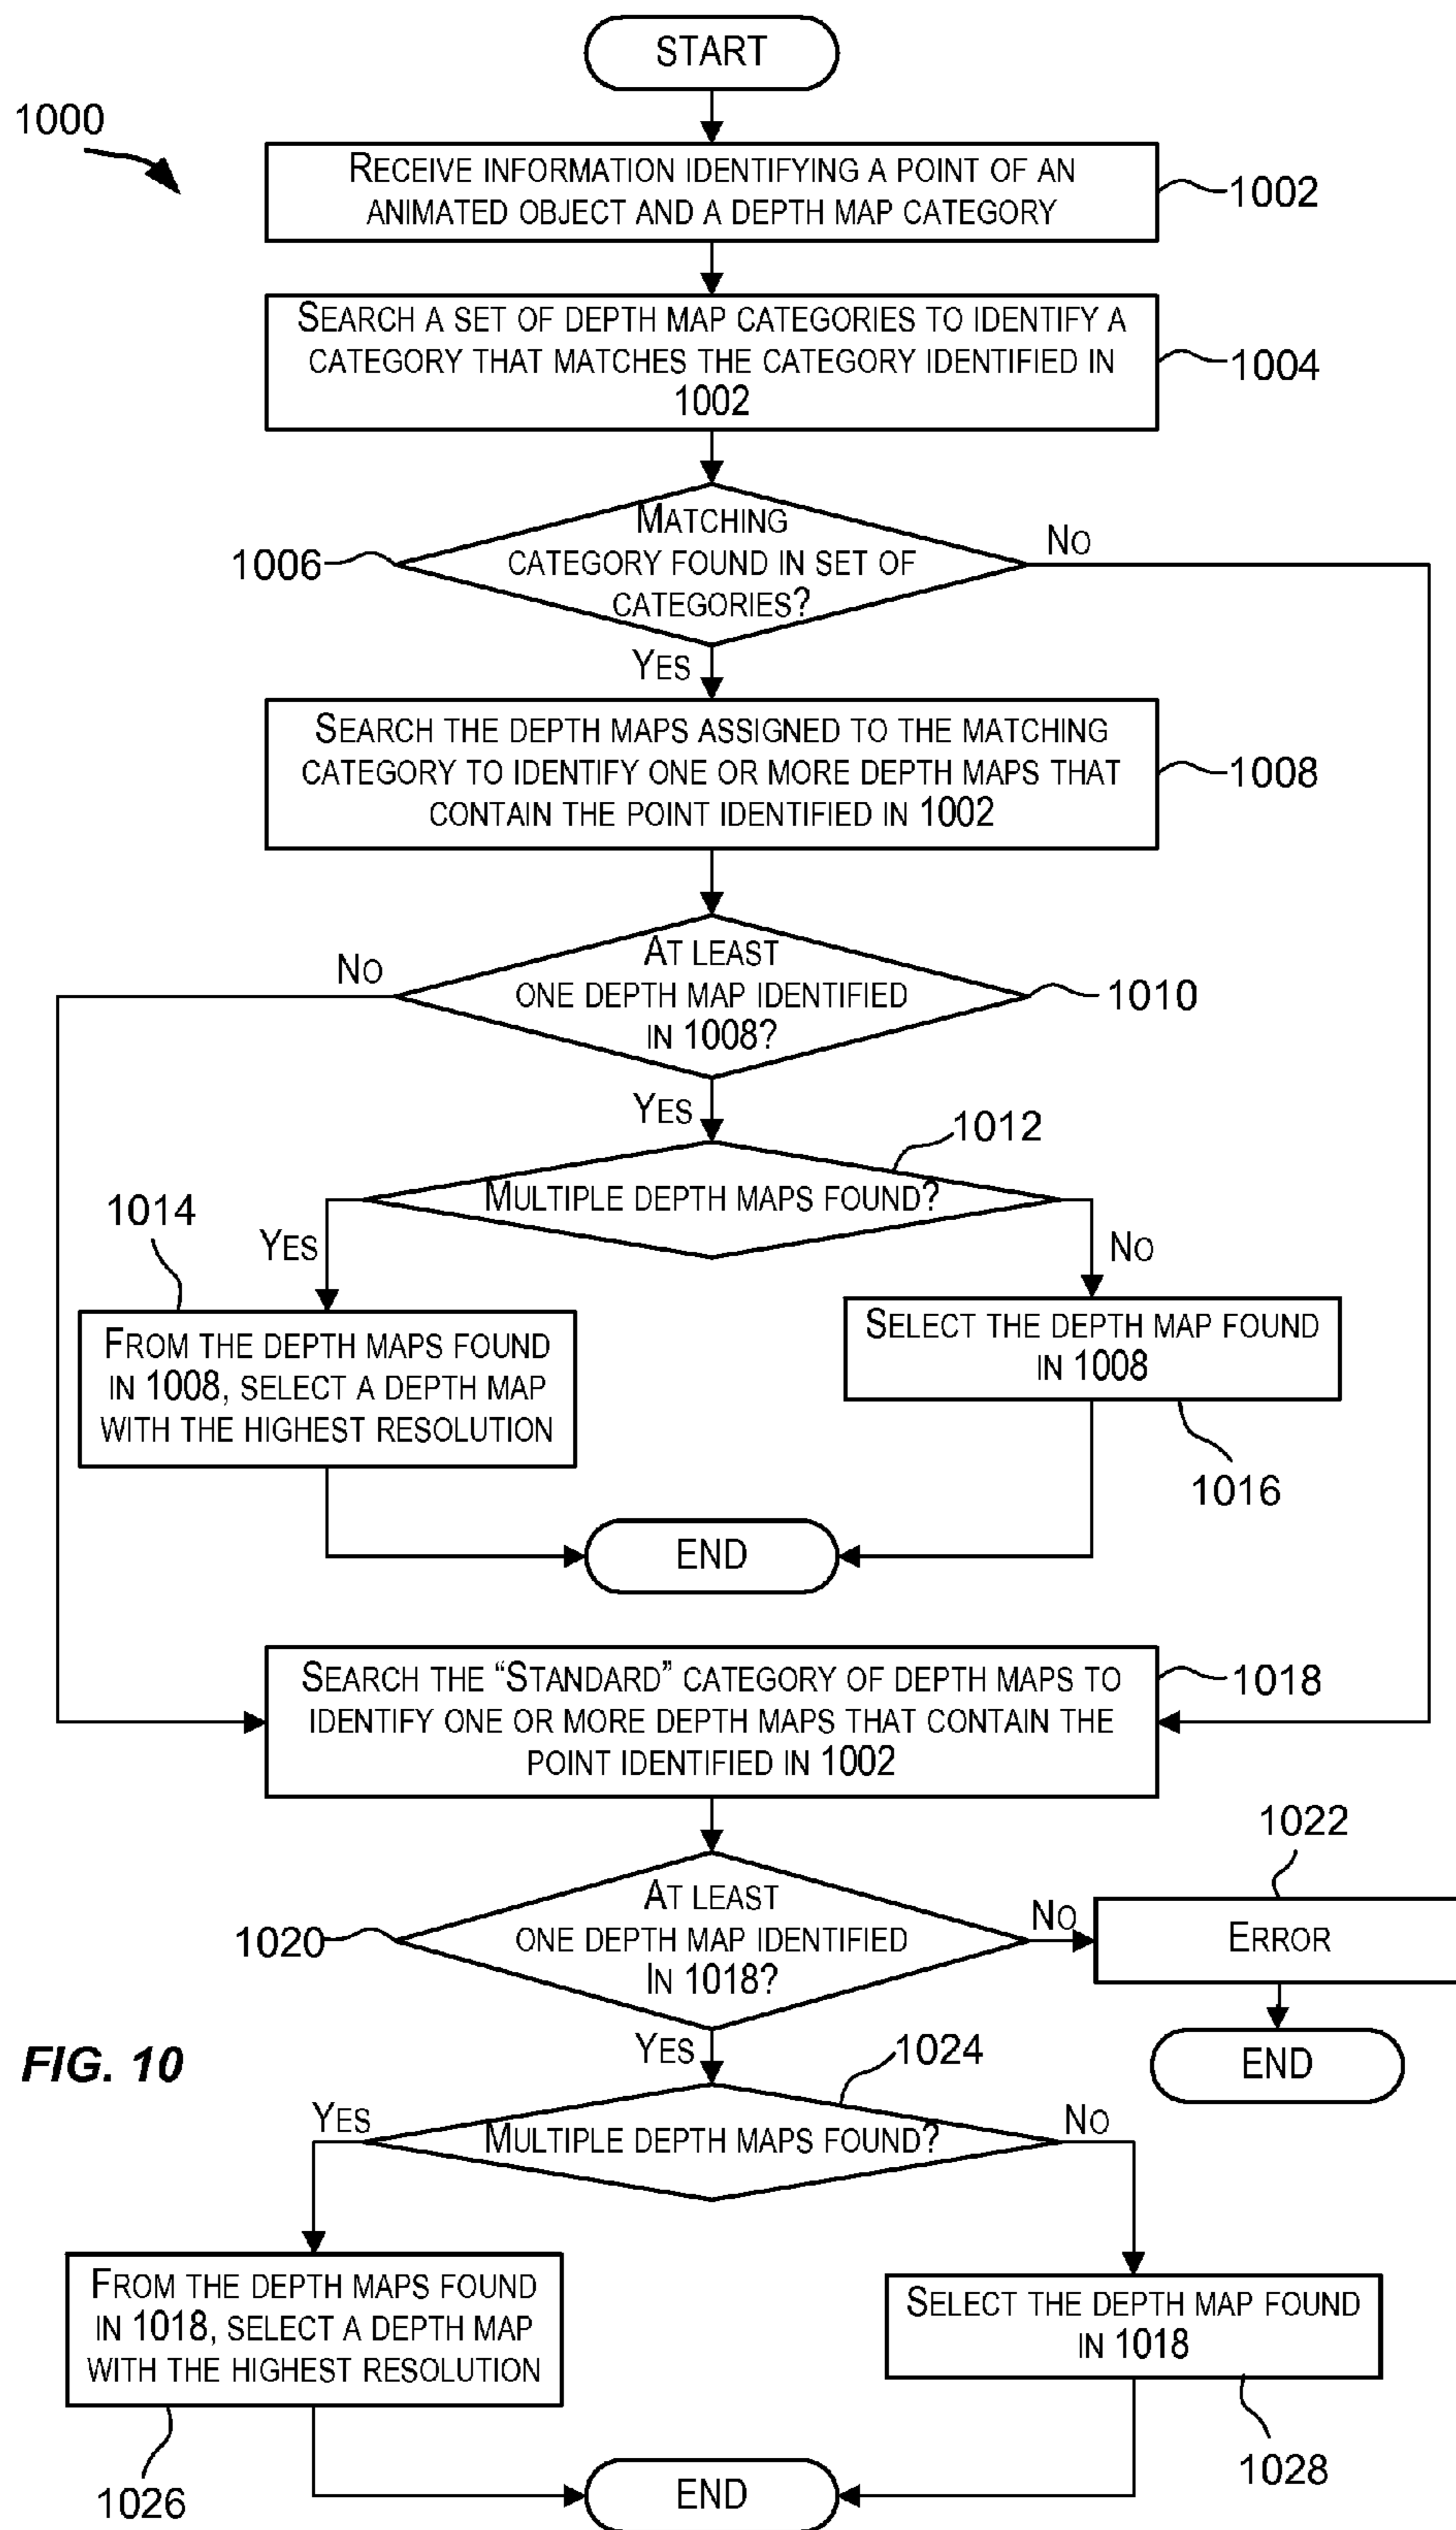 START
1000
RECEIVE INFORMATION IDENTIFYING A POINT OF AN
ANIMATED OBJECT AND A DEPTH MAP CATEGORY
1002
SEARCH A SET OF DEPTH MAP CATEGORIES TO IDENTIFY A
CATEGORY THAT MATCHES THE CATEGORY IDENTIFIED IN
1002
1004
MATCHING
CATEGORY FOUND IN SET OF
CATEGORIES?
1006
NO
YES
SEARCH THE DEPTH MAPS ASSIGNED TO THE MATCHING
CATEGORY TO IDENTIFY ONE OR MORE DEPTH MAPS THAT
CONTAIN THE POINT IDENTIFIED IN 1002
1008
NO
AT LEAST
ONE DEPTH MAP IDENTIFIED
IN 1008?
1010
YES
1012
MULTIPLE DEPTH MAPS FOUND?
1014
YES
NO
FROM THE DEPTH MAPS FOUND
IN 1008, SELECT A DEPTH MAP
WITH THE HIGHEST RESOLUTION
SELECT THE DEPTH MAP FOUND
IN 1008
1016
END
SEARCH THE “STANDARD” CATEGORY OF DEPTH MAPS TO
IDENTIFY ONE OR MORE DEPTH MAPS THAT CONTAIN THE
POINT IDENTIFIED IN 1002
1018
1022
AT LEAST
ONE DEPTH MAP IDENTIFIED
IN 1018?
1020
NO
ERROR
END
YES
FIG. 10
1024
YES
MULTIPLE DEPTH MAPS FOUND?
NO
FROM THE DEPTH MAPS FOUND
IN 1018, SELECT A DEPTH MAP
WITH THE HIGHEST RESOLUTION
SELECT THE DEPTH MAP FOUND
IN 1018
1026
1028
END